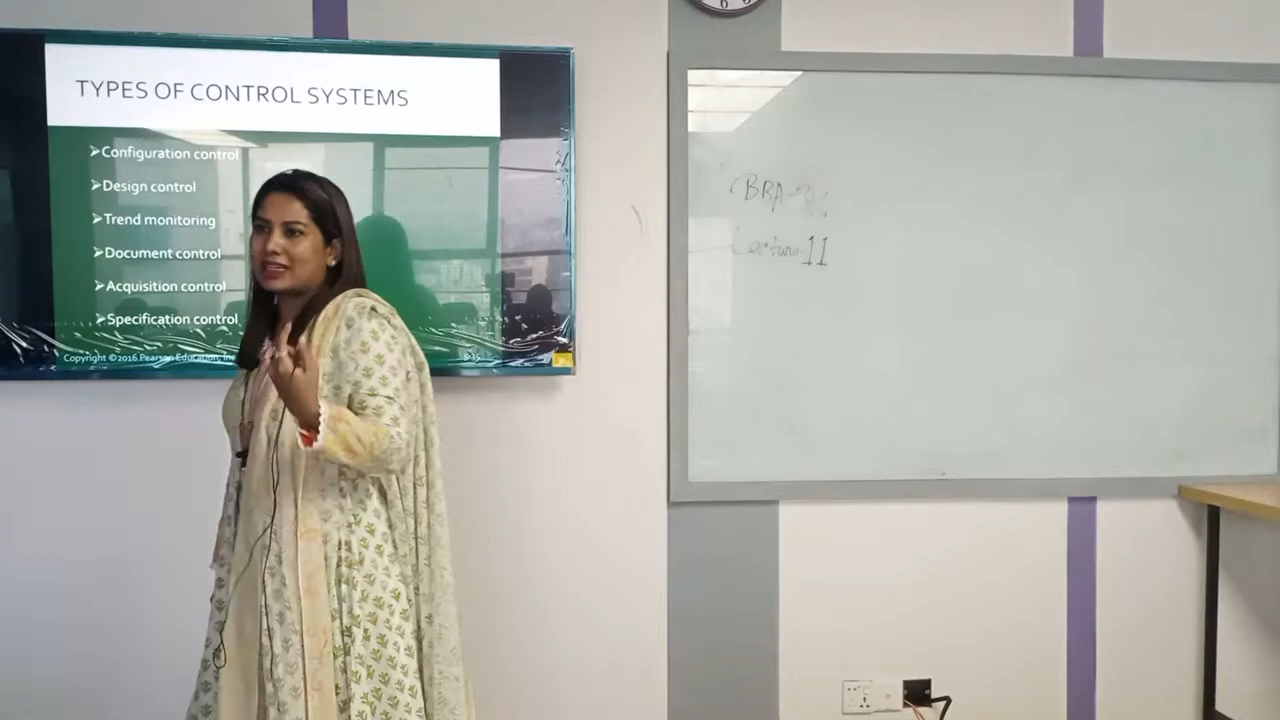 TYPES OF CONTROL SYSTEMS
➢Configuration control
➢Design control
➢Trend monitoring
➢Document control
➢Acquisition control
➢Specification control
Copyright ©2016 Pearson Education, Inc
BBA
Lecture-11